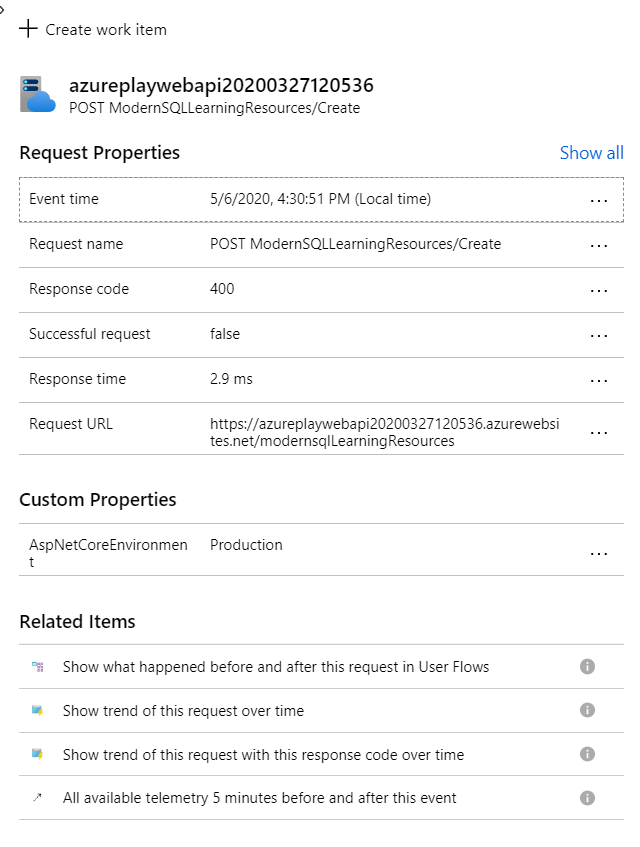 Create work item
azureplaywebapi20200327120536
POST ModernSQLLearningResources/Create
Request Properties
Show all
Event time 5/6/2020, 4:30:51 PM (Local time) ...
Request name POST ModernSQLLearningResources/Create ...
Response code 400 ...
Successful request false ...
Response time 2.9 ms ...
Request URL https://azureplaywebapi20200327120536.azurewebsi
tes.net/modernsqlLearningResources ...
Custom Properties
AspNetCoreEnvironmen Production ...
t
Related Items
Show what happened before and after this request in User Flows
Show trend of this request over time
Show trend of this request with this response code over time
All available telemetry 5 minutes before and after this event